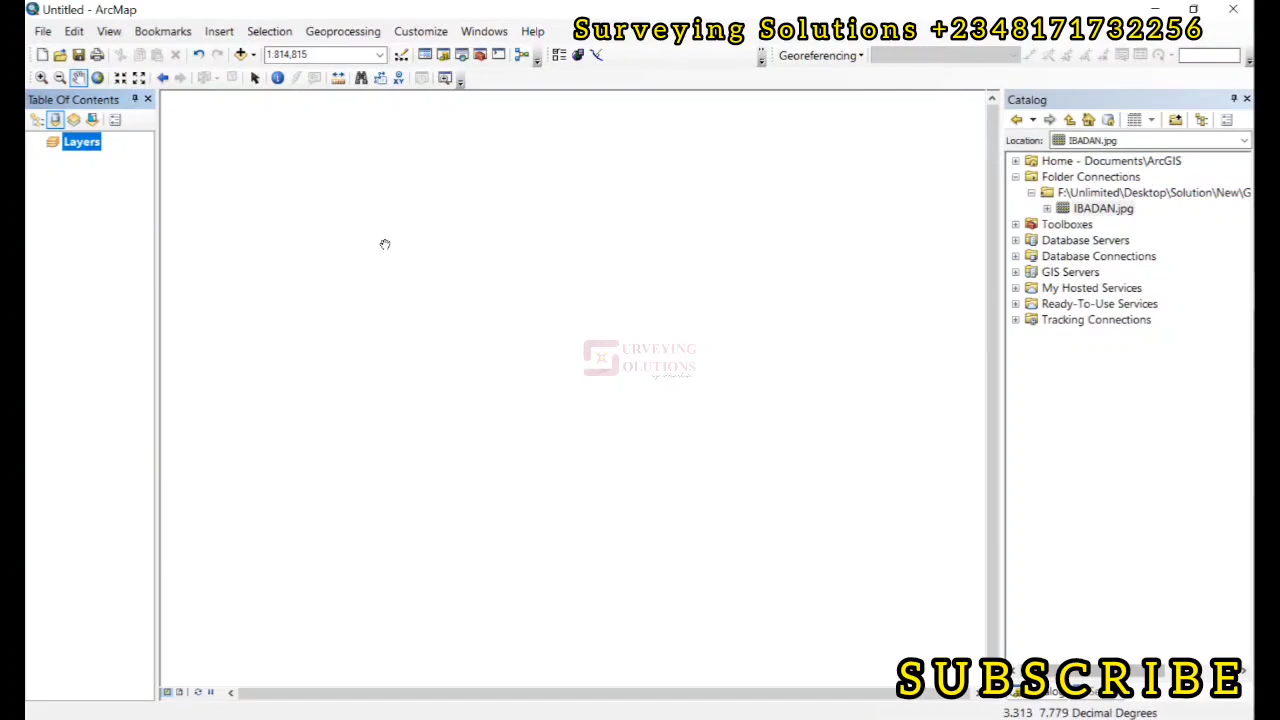 Untitled - ArcMap
Surveying Solutions +2348171732256
File Edit View Bookmarks Insert Selection Geoprocessing Customize Windows Help
1:814,815
Georeferencing
Table Of Contents
Layers
Catalog
Location: IBADAN.jpg
Home - Documents\ArcGIS
Folder Connections
F:\Unlimited\Desktop\Solution\New\G
IBADAN.jpg
Toolboxes
Database Servers
Database Connections
GIS Servers
My Hosted Services
Ready-To-Use Services
Tracking Connections
URVEYING
OLUTIONS
SUBSCRIBE
3.313 7.779 Decimal Degrees